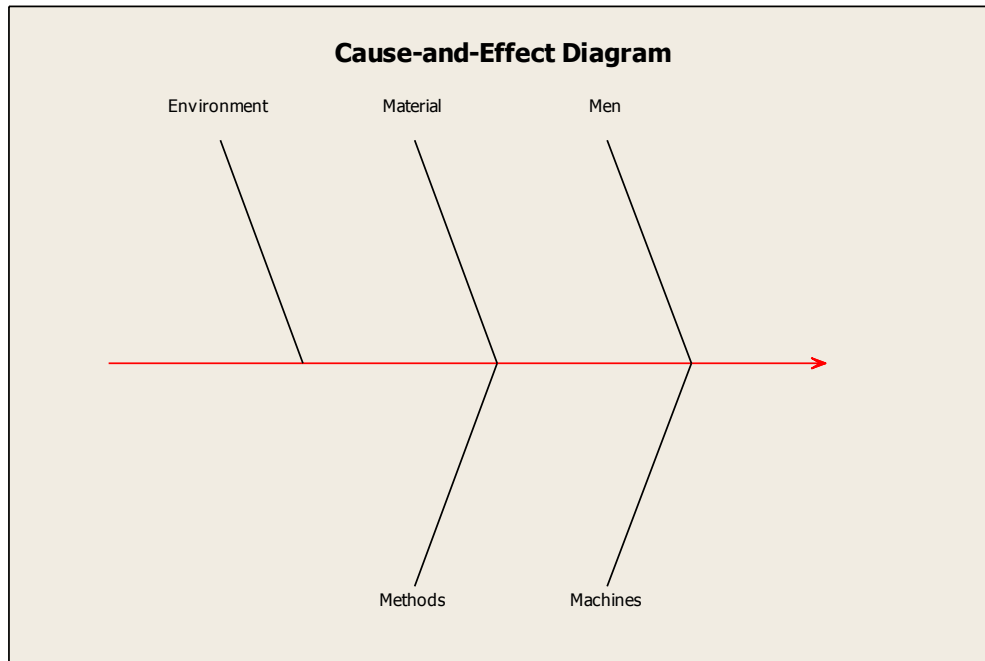 Cause-and-Effect Diagram
Environment
Material
Men
Methods
Machines